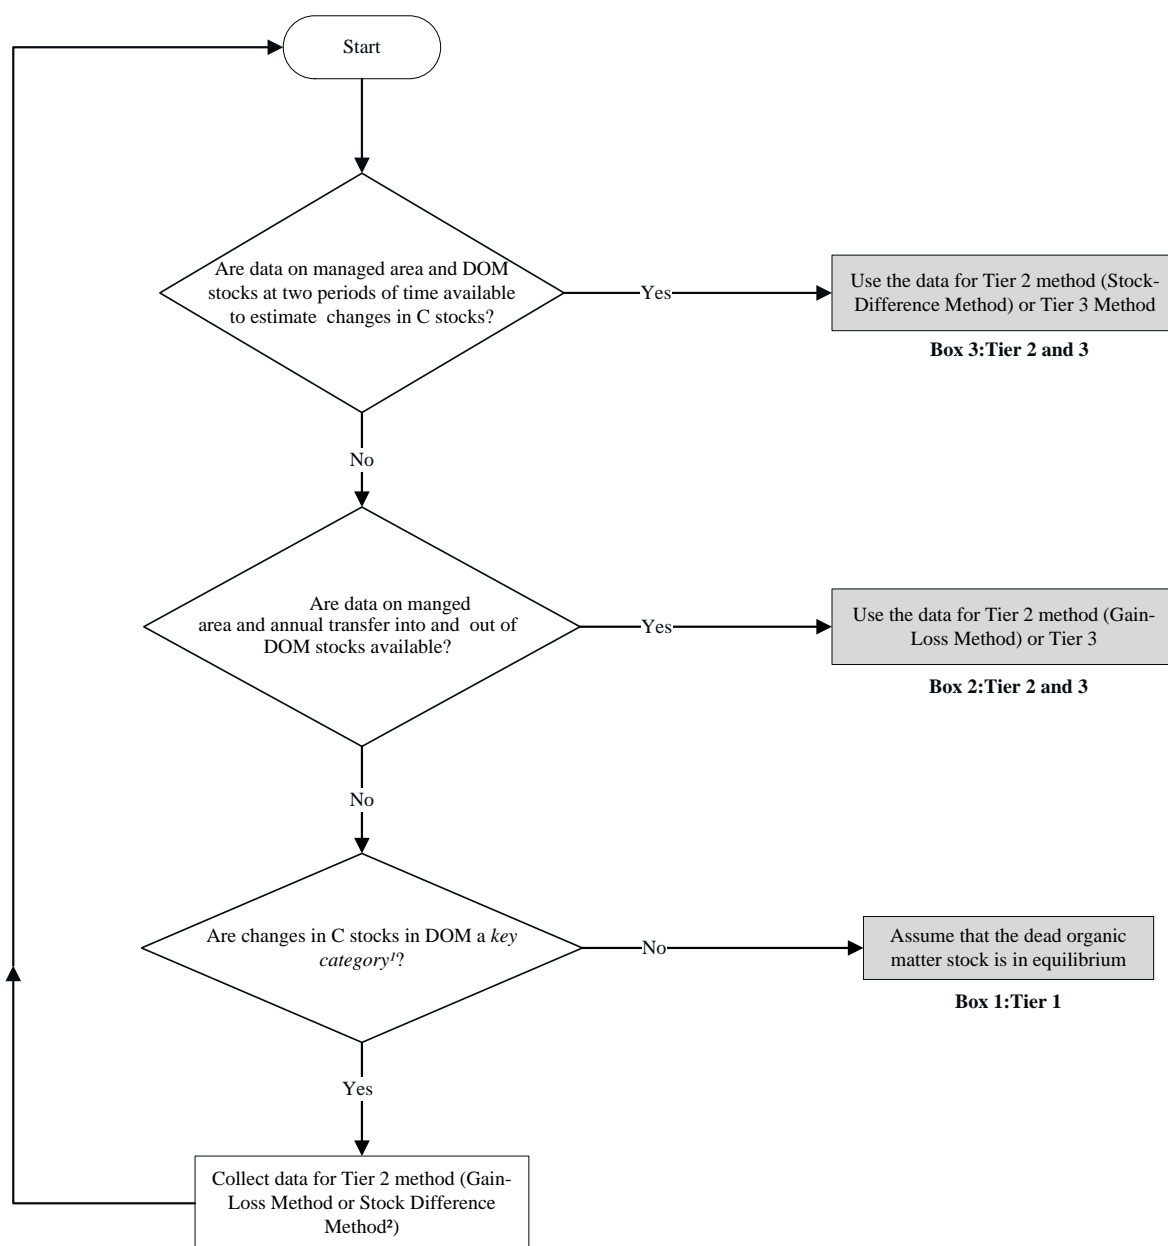 Start
Are data on managed area and DOM
stocks at two periods of time available
to estimate changes in C stocks?
Yes
Use the data for Tier 2 method (Stock-
Difference Method) or Tier 3 Method
Box 3:Tier 2 and 3
No
Are data on manged
area and annual transfer into and out of
DOM stocks available?
Yes
Use the data for Tier 2 method (Gain-
Loss Method) or Tier 3
Box 2:Tier 2 and 3
No
Are changes in C stocks in DOM a key
category¹?
No
Assume that the dead organic
matter stock is in equilibrium
Box 1:Tier 1
Yes
Collect data for Tier 2 method (Gain-
Loss Method or Stock Difference
Method²)